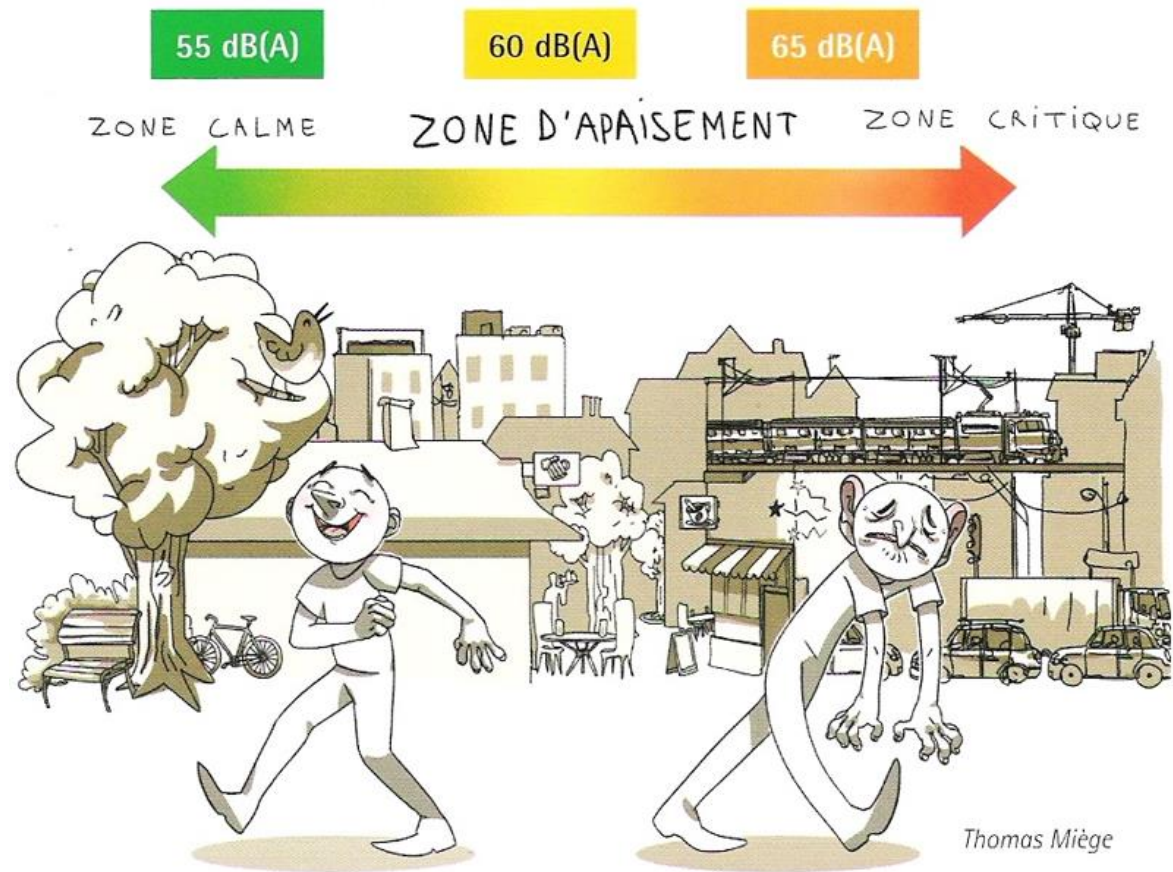 55 dB(A) 60 dB(A) 65 dB(A)
ZONE CALME ZONE D'APAISEMENT ZONE CRITIQUE
Thomas Miège